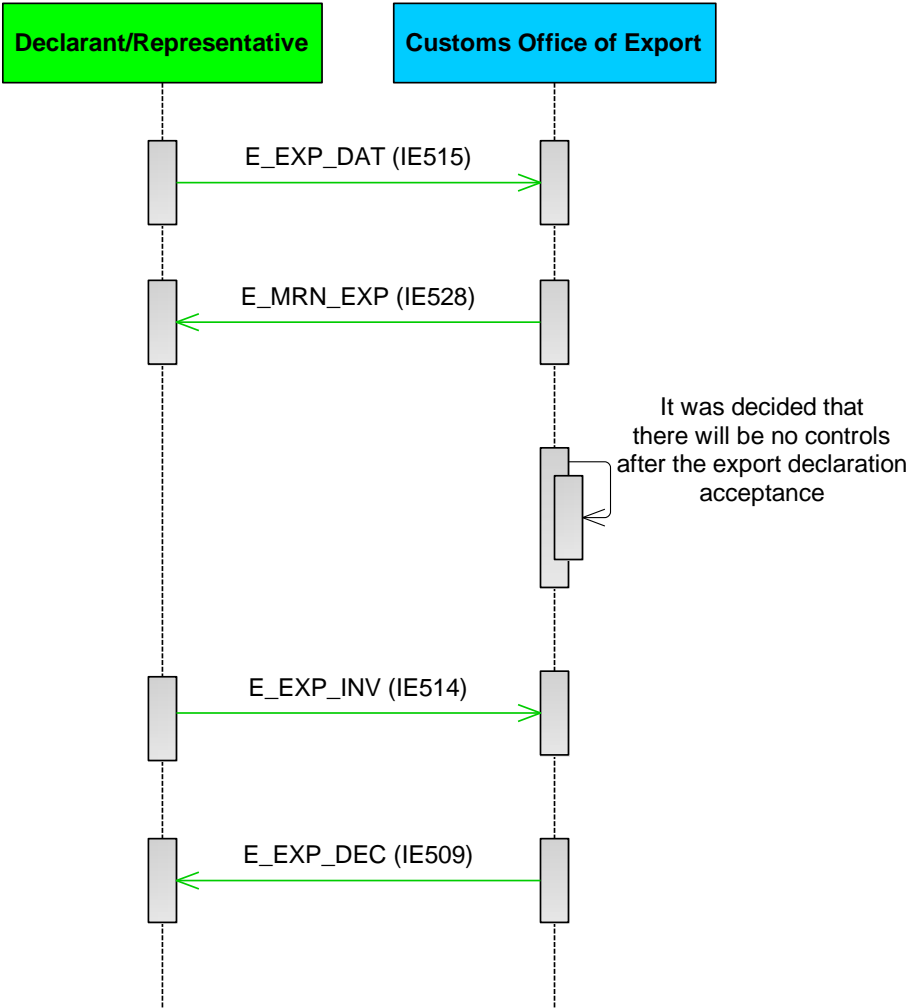 Declarant/Representative
Customs Office of Export
E_EXP_DAT (IE515)
E_MRN_EXP (IE528)
It was decided that
there will be no controls
after the export declaration
acceptance
E_EXP_INV (IE514)
E_EXP_DEC (IE509)